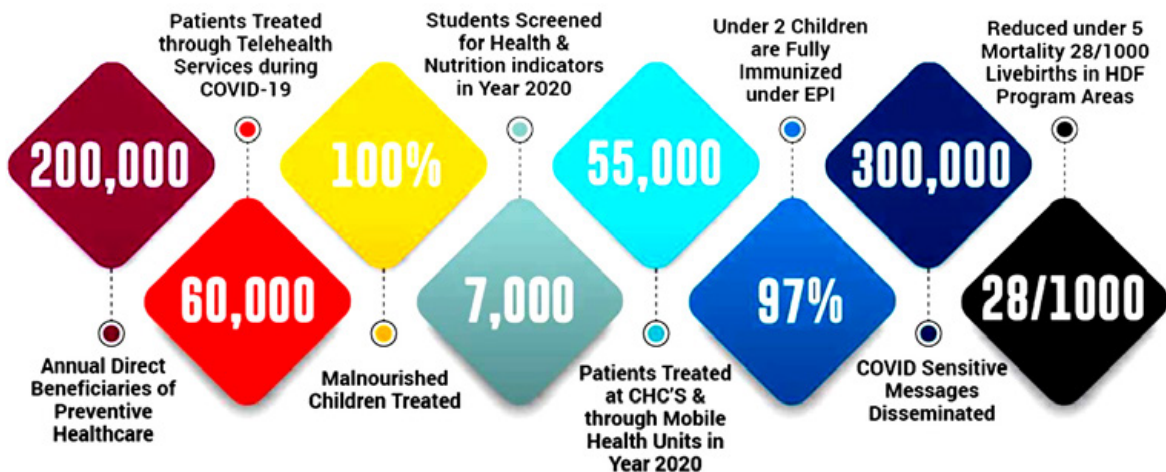 Patients Treated
through Telehealth
Services during
COVID-19
Students Screened
for Health &
Nutrition indicators
in Year 2020
Under 2 Children
are Fully
Immunized
under EPI
Reduced under 5
Mortality 28/1000
Livebirths in HDF
Program Areas
200,000
100%
55,000
300,000
60,000
7,000
97%
28/1000
Annual Direct
Beneficiaries of
Preventive
Healthcare
Malnourished
Children Treated
Patients Treated
at CHC'S &
through Mobile
Health Units in
Year 2020
COVID Sensitive
Messages
Disseminated